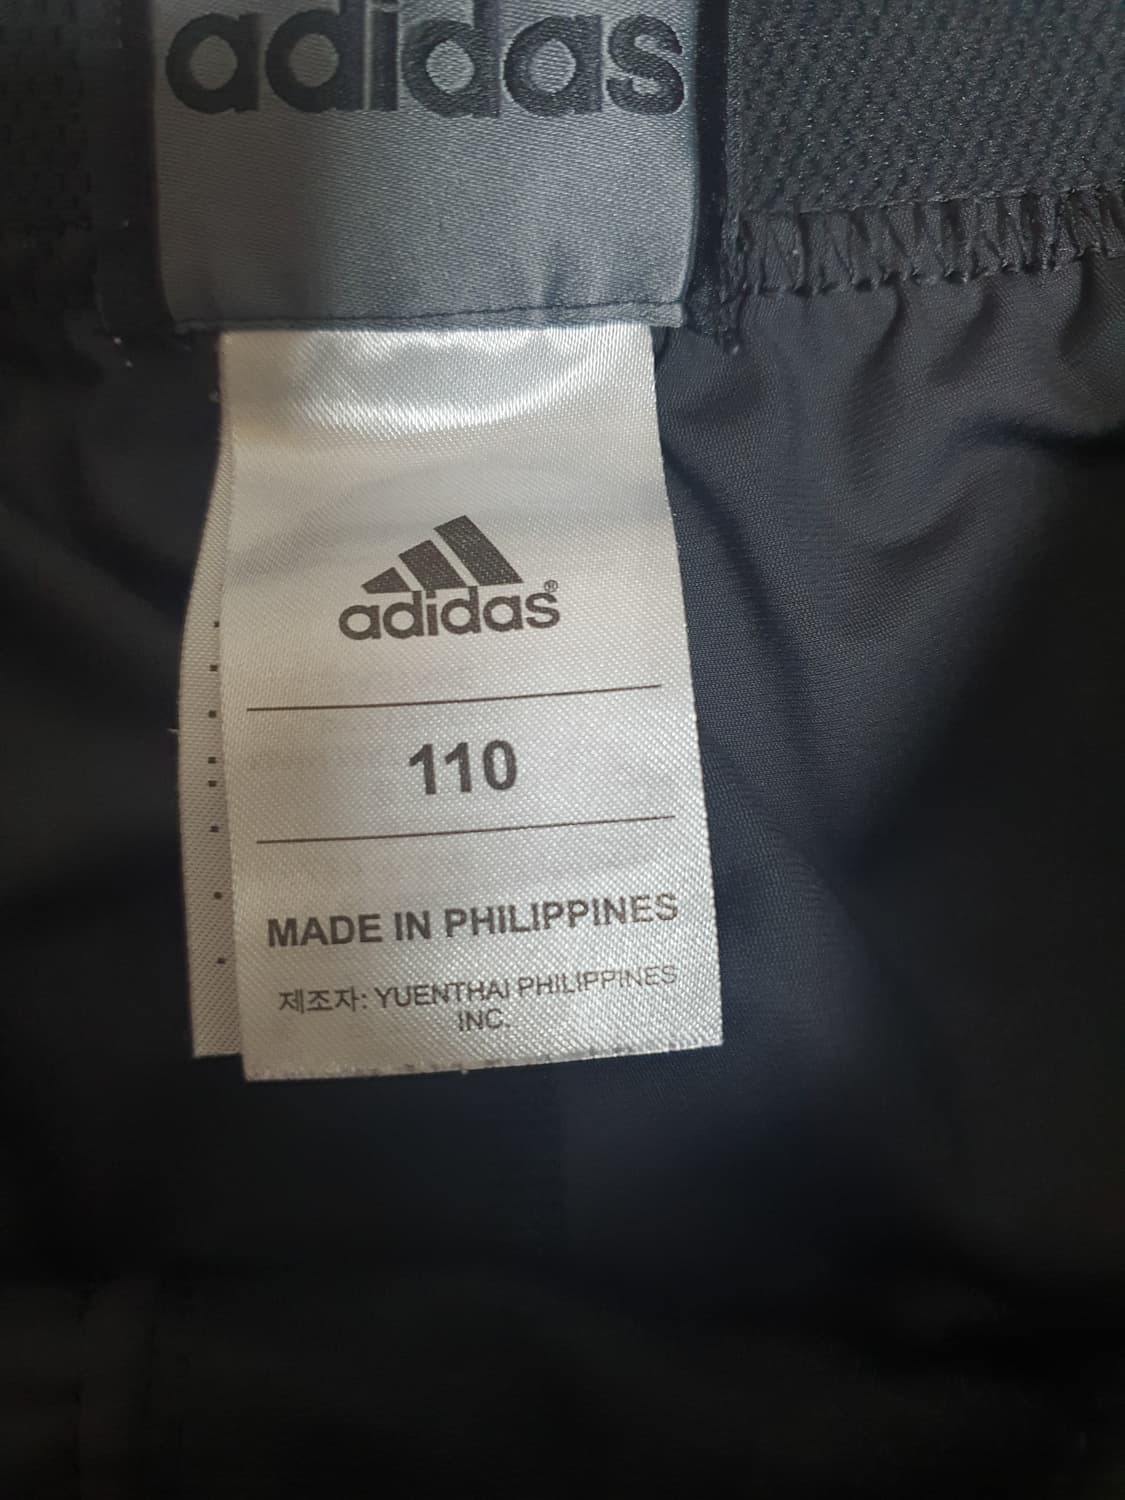 adidas
adidas®
110
MADE IN PHILIPPINES
제조자: YUENTHAI PHILIPPINES
INC.